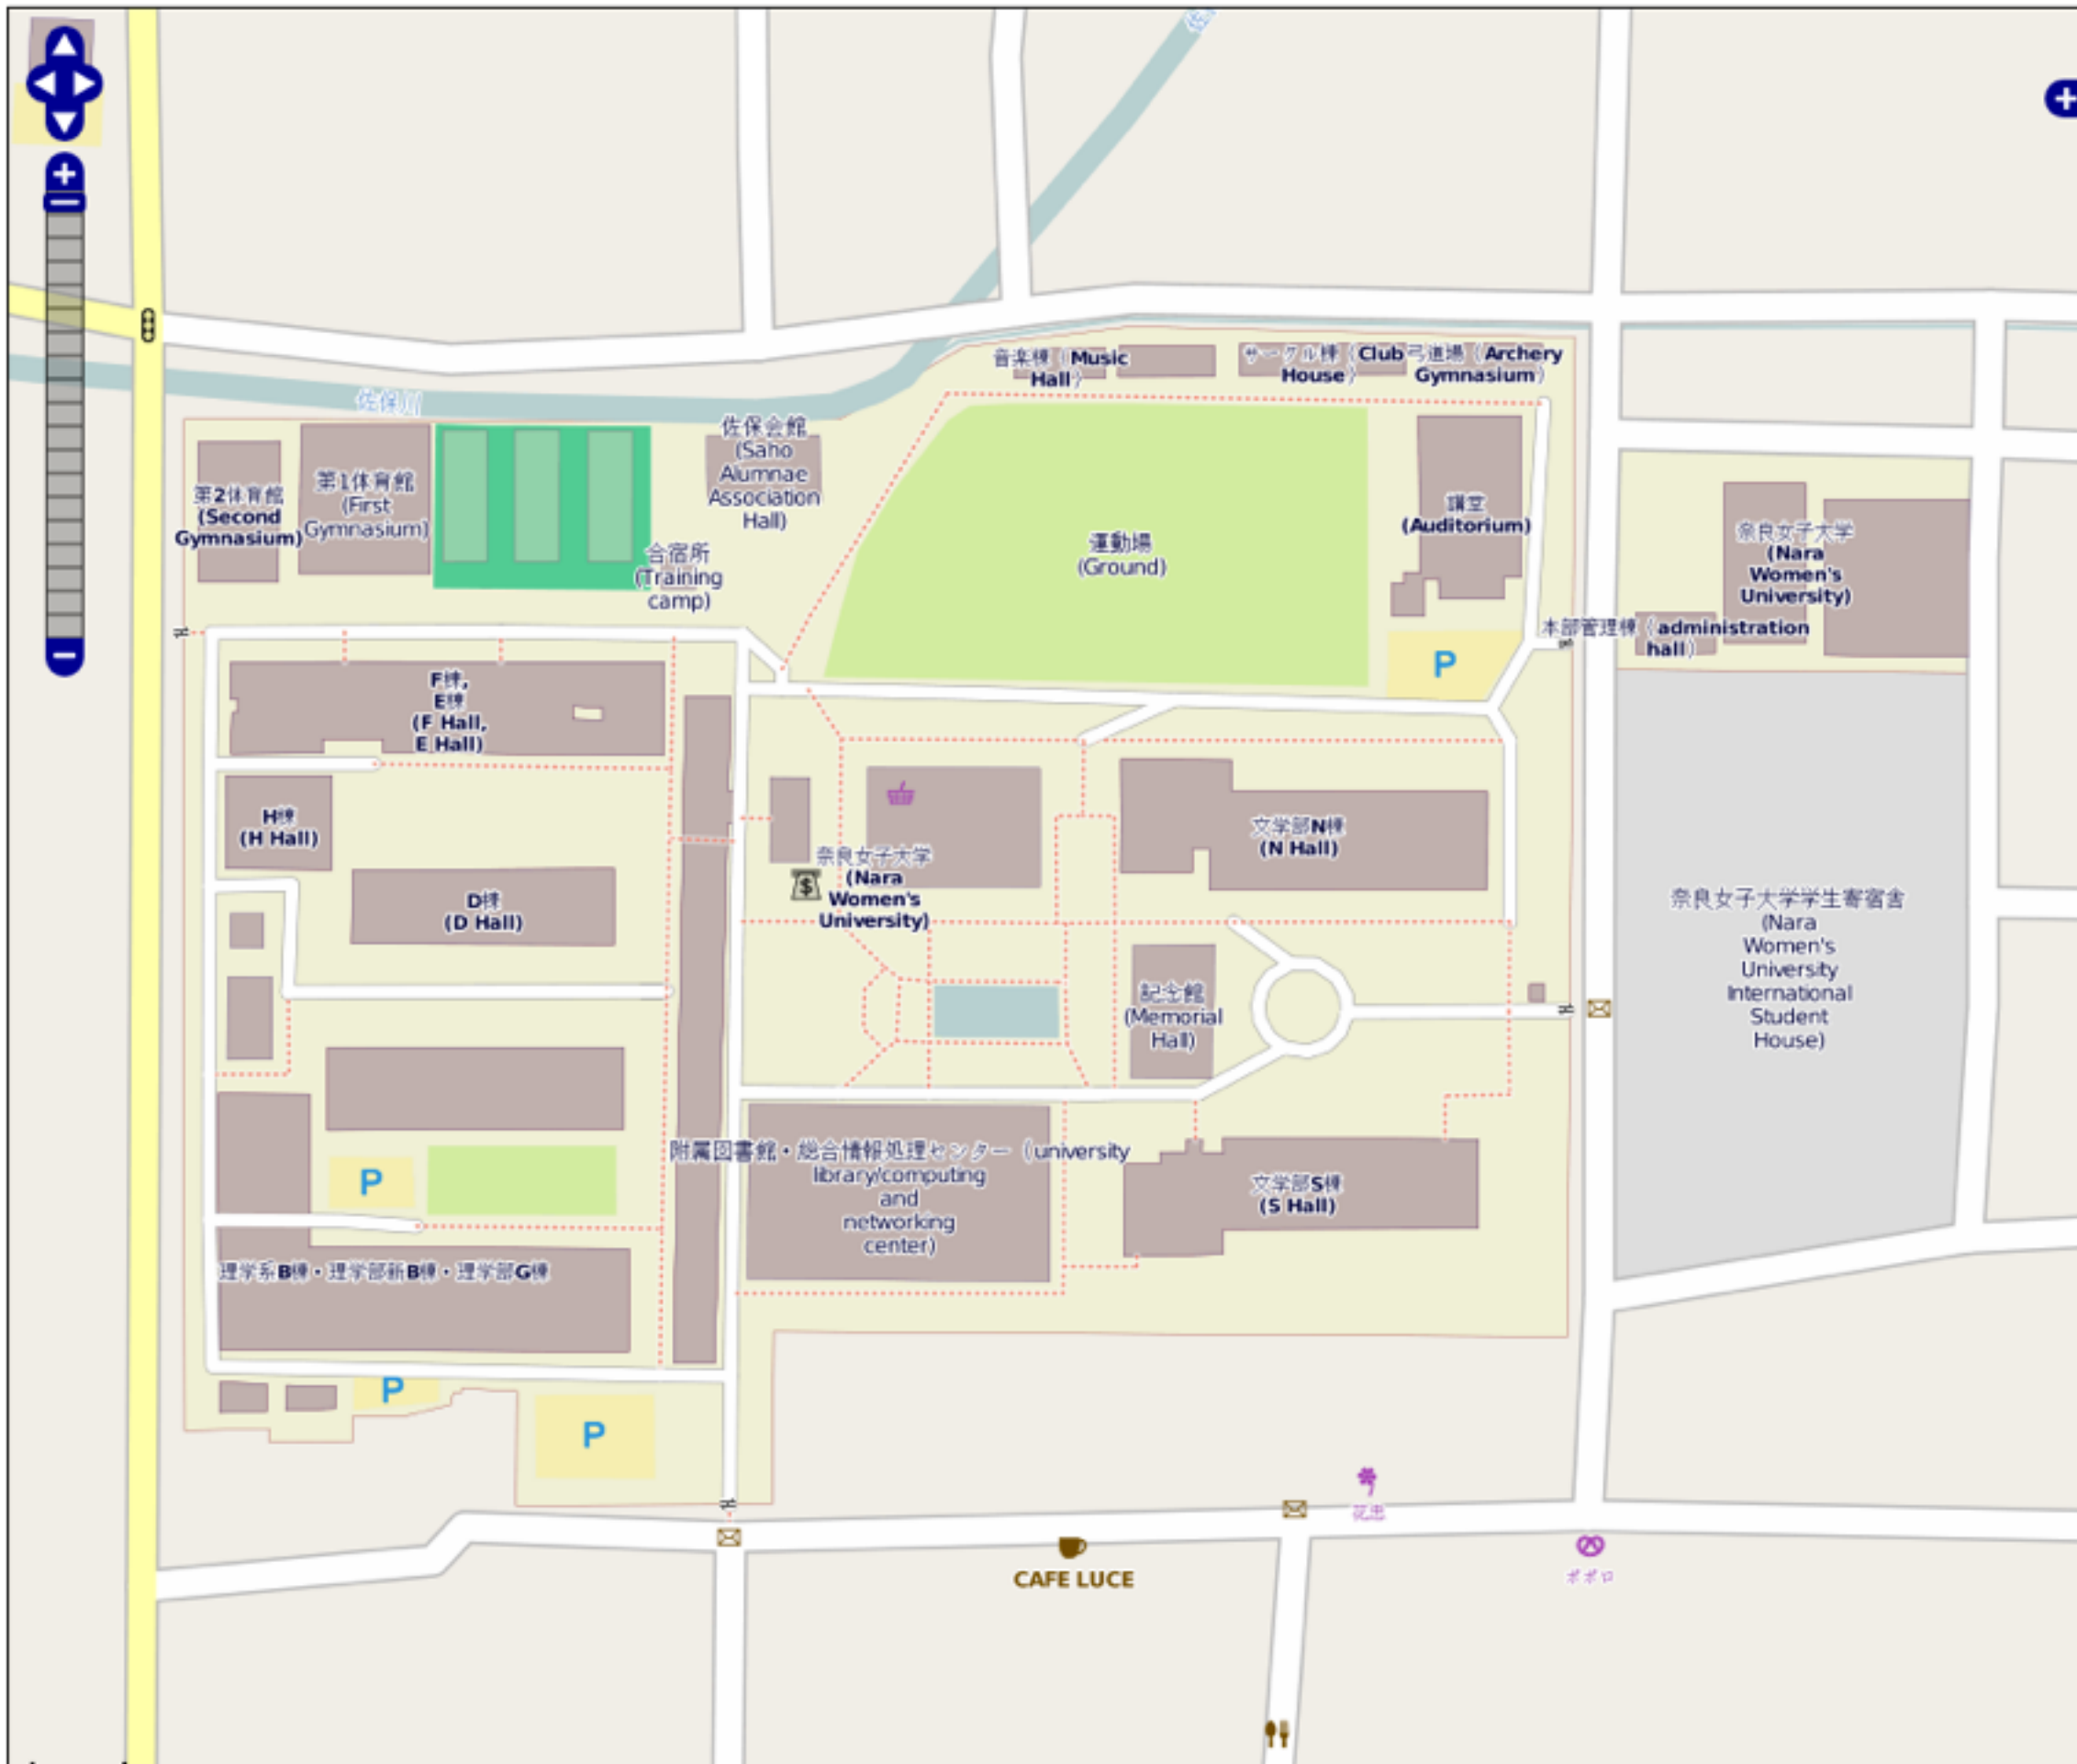 佐保川
音楽棟（Music
Hall）
サークル棟（Club
House）
弓道場（Archery
Gymnasium）
佐保会館
(Saho
Alumnae
Association
Hall)
第2体育館
(Second
Gymnasium)
第1体育館
(First
Gymnasium)
合宿所
(Training
camp)
運動場
(Ground)
講堂
(Auditorium)
奈良女子大学
(Nara
Women's
University)
本部管理棟（administration
hall）
P
F棟,
E棟
(F Hall,
E Hall)
H棟
(H Hall)
D棟
(D Hall)
奈良女子大学
(Nara
Women's
University)
文学部N棟
(N Hall)
奈良女子大学学生寄宿舎
(Nara
Women's
University
International
Student
House)
記念館
(Memorial
Hall)
附属図書館・総合情報処理センター（university
library/computing
and
networking
center)
文学部S棟
(S Hall)
P
理学系B棟・理学部新B棟・理学部G棟
P
P
花忠
CAFE LUCE
ポポロ